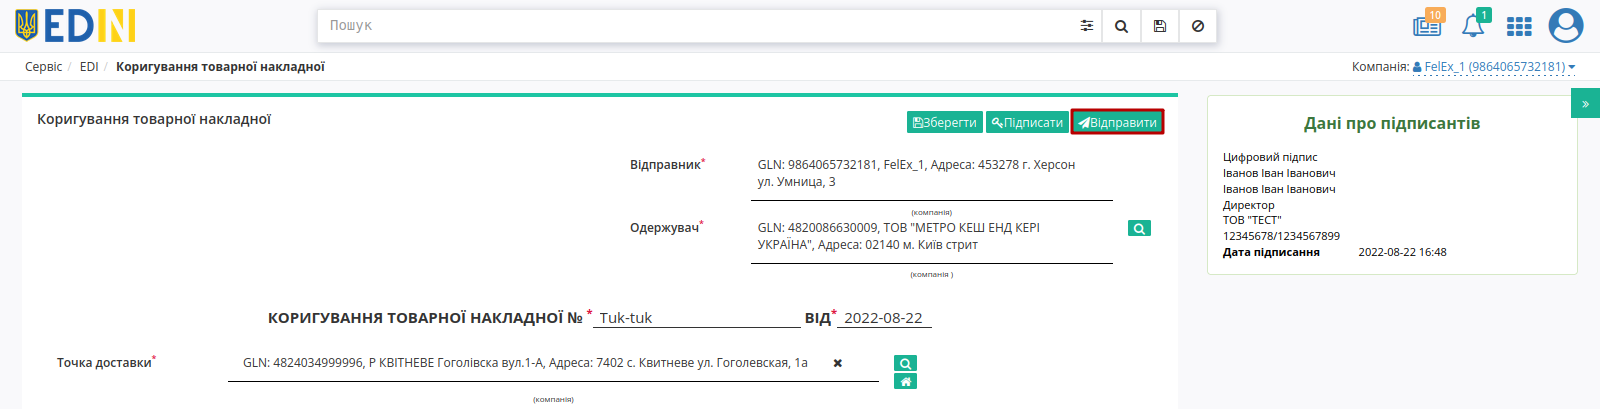 EDIN
Пошук
10
1
Сервіс / EDI / Коригування товарної накладної
Компанія: FelEx_1 (9864065732181)
»
Коригування товарної накладної
Зберегти Підписати Відправити
Відправник*
GLN: 9864065732181, FelEx_1, Адреса: 453278 г. Херсон
ул. Умница, 3
(компанія)
Одержувач*
GLN: 4820086630009, ТОВ "МЕТРО КЕШ ЕНД КЕРІ
УКРАЇНА", Адреса: 02140 м. Київ стрит
(компанія )
КОРИГУВАННЯ ТОВАРНОЇ НАКЛАДНОЇ № * Tuk-tuk ВІД* 2022-08-22
Точка доставки*
GLN: 4824034999996, Р КВІТНЕВЕ Гоголівска вул.1-А, Адреса: 7402 с. Квитневе ул. Гоголевская, 1а
(компанія)
Дані про підписантів
Цифровий підпис
Іванов Іван Іванович
Іванов Іван Іванович
Директор
ТОВ "ТЕСТ"
12345678/1234567899
Дата підписання 2022-08-22 16:48